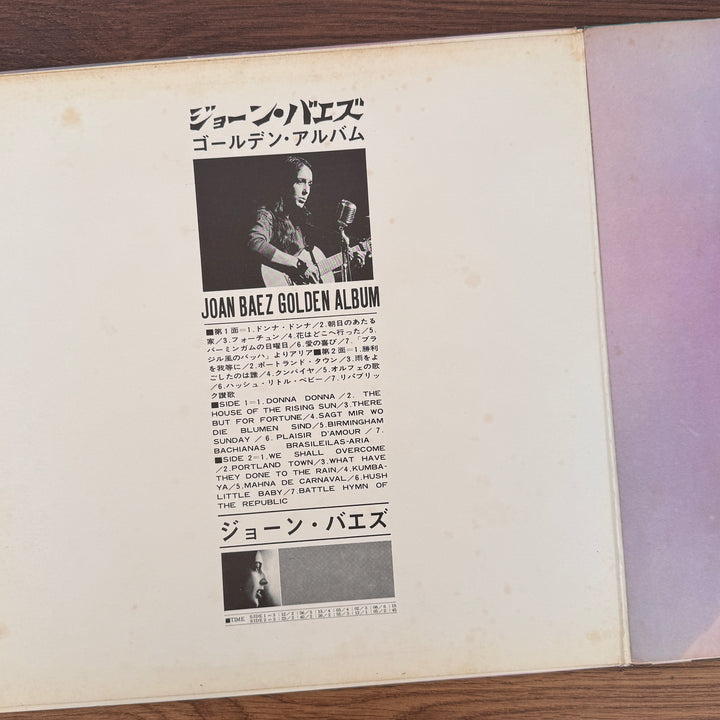 ジョーン・バエズ
ゴールデン・アルバム
JOAN BAEZ GOLDEN ALBUM
■第1面=1.ドンナ・ドンナ/2.朝日のあたる
家/3.フォーチュン/4.花はどこへ行った/5.
バーミンガムの日曜日/6.愛の喜び/7.「ブラ
ジル風のバッハ」よりアリア■第2面=1.勝利
を我等に/2.ポートランド・タウン/3.雨をよ
ごしたのは誰/4.クンバイヤ/5.オルフェの歌
/6.ハッシュ・リトル・ベビー/7.リパブリッ
ク讃歌
■SIDE 1=1.DONNA DONNA/2. THE
HOUSE OF THE RISING SUN/3.THERE
BUT FOR FORTUNE/4.SAGT MIR WO
DIE BLUMEN SIND/5.BIRMINGHAM
SUNDAY / 6. PLAISIR D'AMOUR / 7.
BACHIANAS BRASILEILAS-ARIA
■SIDE 2=1.WE SHALL OVERCOME
/2.PORTLAND TOWN/3.WHAT HAVE
THEY DONE TO THE RAIN/4.KUMBA-
YA/5.MAHNA DE CARNAVAL/6.HUSH
LITTLE BABY/7.BATTLE HYMN OF
THE REPUBLIC
ジョーン・バエズ
■TIME